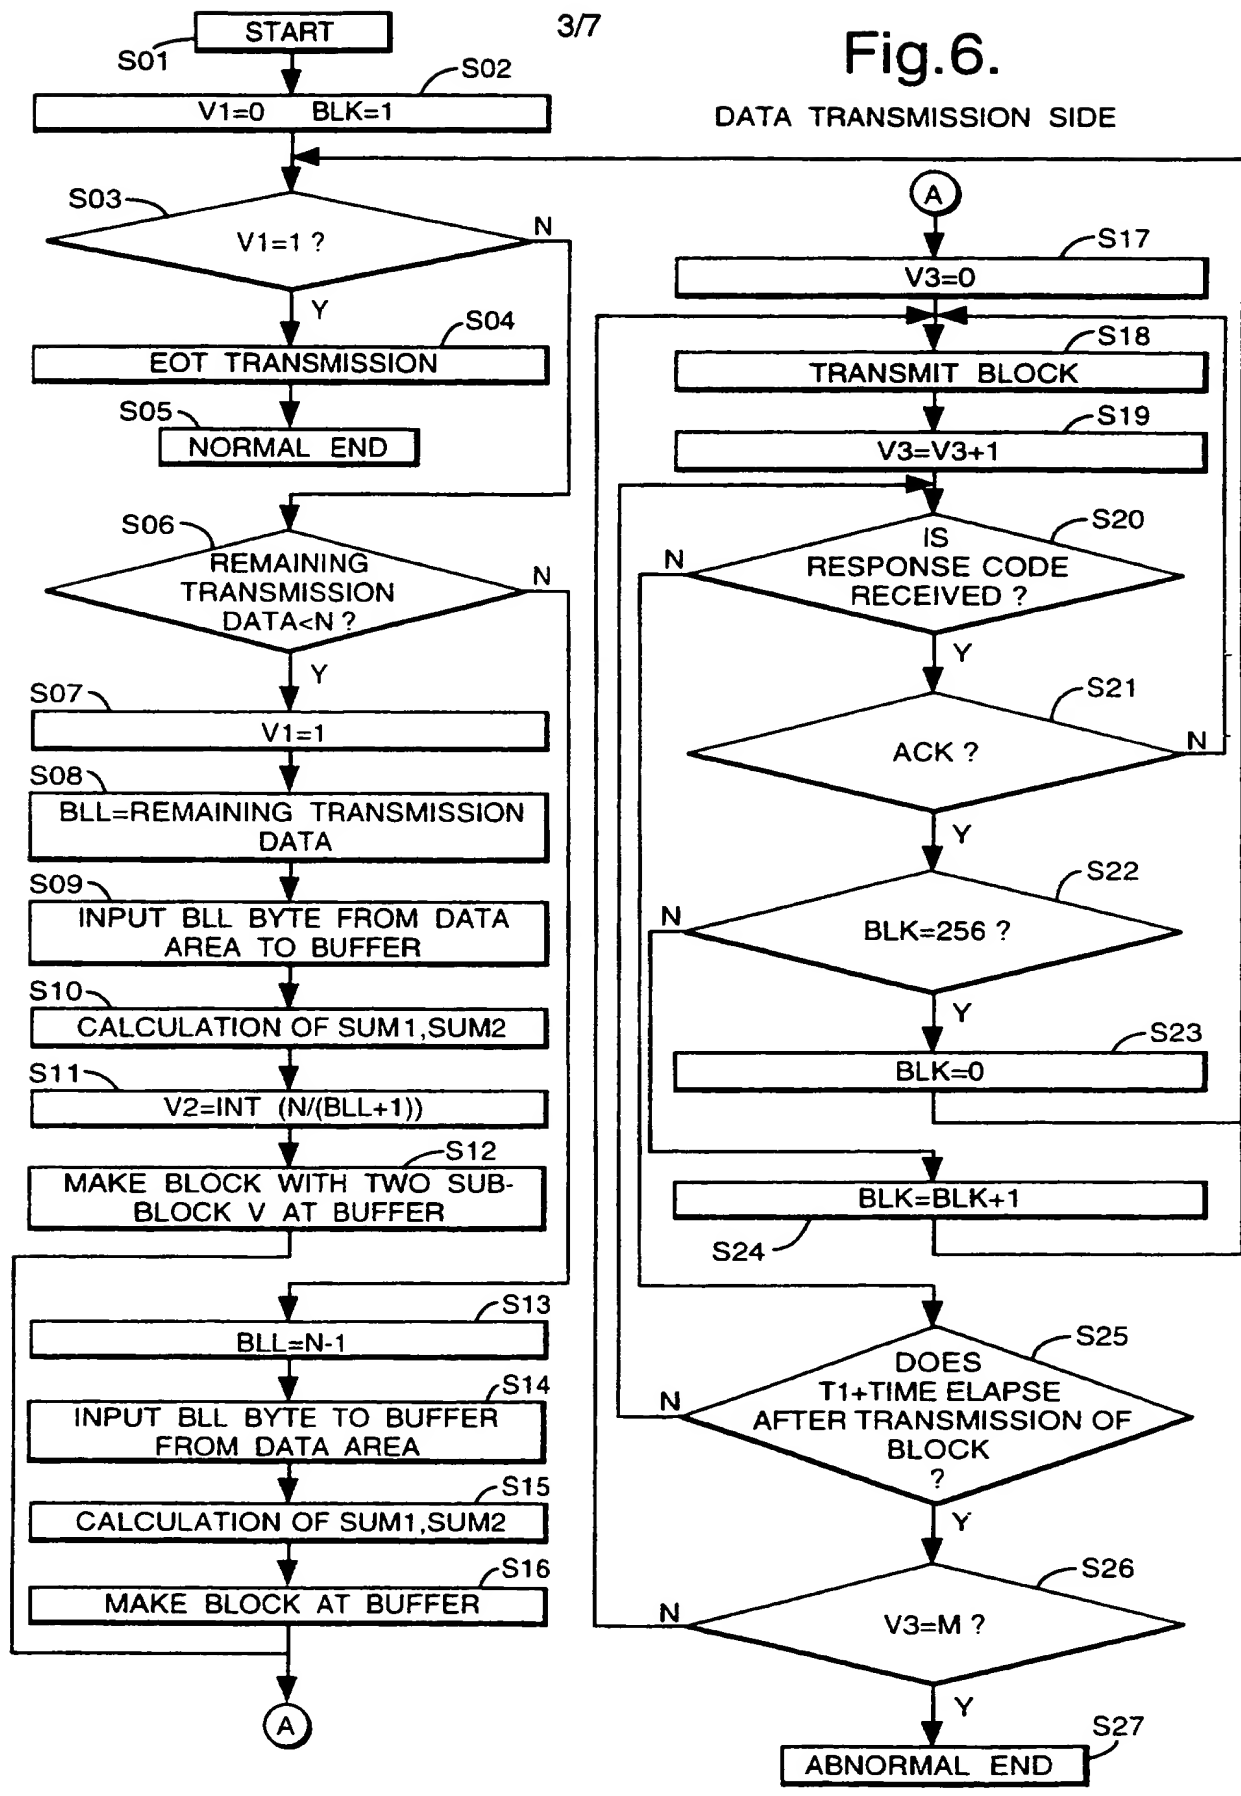 3/7
Fig.6.
DATA TRANSMISSION SIDE
START
S01
S02
V1=0 BLK=1
S03
V1=1 ?
N
Y
S04
EOT TRANSMISSION
S05
NORMAL END
S06
REMAINING
TRANSMISSION
DATA<N ?
N
Y
S07
V1=1
S08
BLL=REMAINING TRANSMISSION
DATA
S09
INPUT BLL BYTE FROM DATA
AREA TO BUFFER
S10
CALCULATION OF SUM1,SUM2
S11
V2=INT (N/(BLL+1))
S12
MAKE BLOCK WITH TWO SUB-
BLOCK V AT BUFFER
S13
BLL=N-1
S14
INPUT BLL BYTE TO BUFFER
FROM DATA AREA
S15
CALCULATION OF SUM1,SUM2
S16
MAKE BLOCK AT BUFFER
A
A
S17
V3=0
S18
TRANSMIT BLOCK
S19
V3=V3+1
S20
IS
RESPONSE CODE
RECEIVED ?
N
Y
S21
ACK ?
N
Y
S22
BLK=256 ?
N
Y
S23
BLK=0
BLK=BLK+1
S24
S25
DOES
T1+TIME ELAPSE
AFTER TRANSMISSION OF
BLOCK
?
N
Y
S26
V3=M ?
N
Y
S27
ABNORMAL END